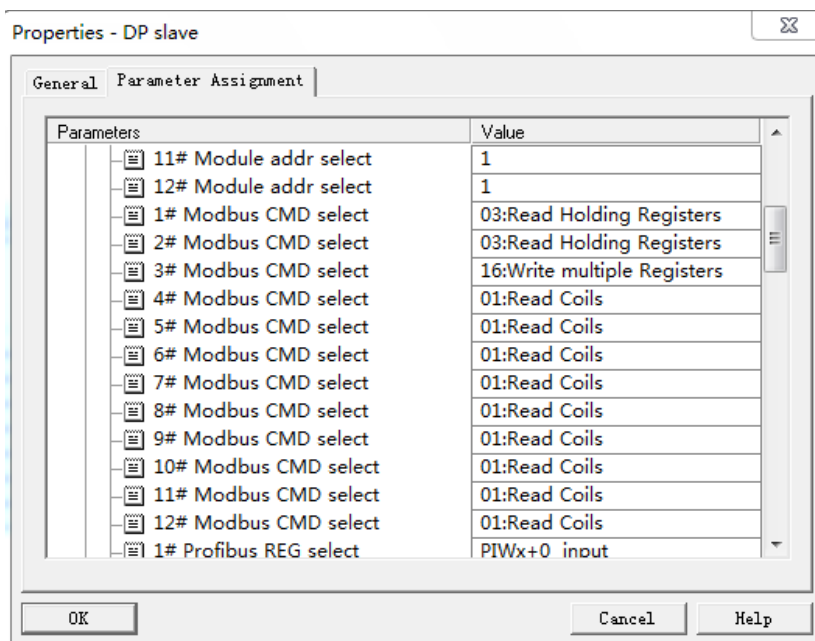 Properties - DP slave
General Parameter Assignment
Parameters Value
11# Module addr select 1
12# Module addr select 1
1# Modbus CMD select 03:Read Holding Registers
2# Modbus CMD select 03:Read Holding Registers
3# Modbus CMD select 16:Write multiple Registers
4# Modbus CMD select 01:Read Coils
5# Modbus CMD select 01:Read Coils
6# Modbus CMD select 01:Read Coils
7# Modbus CMD select 01:Read Coils
8# Modbus CMD select 01:Read Coils
9# Modbus CMD select 01:Read Coils
10# Modbus CMD select 01:Read Coils
11# Modbus CMD select 01:Read Coils
12# Modbus CMD select 01:Read Coils
1# Profibus REG select PIWx+0 input
OK Cancel Help